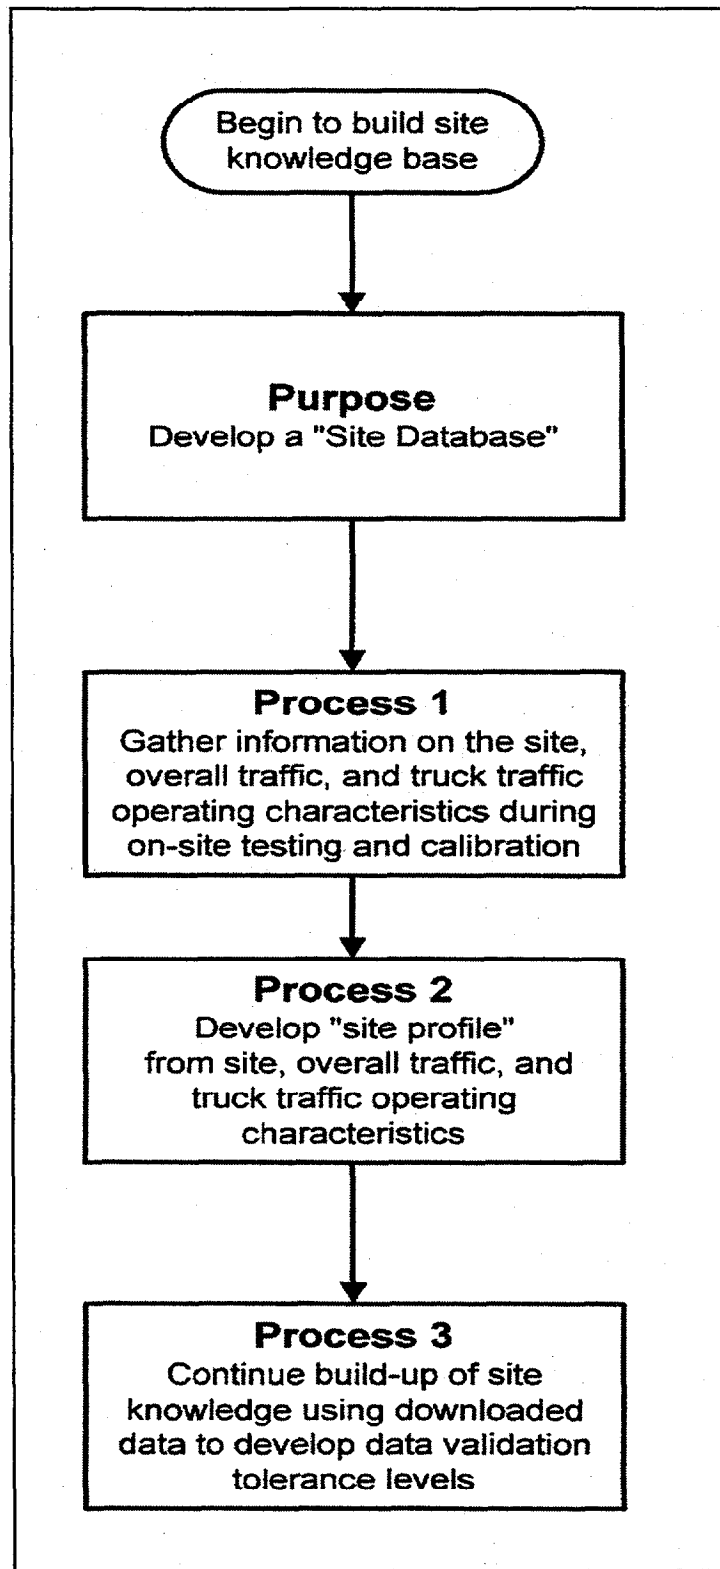 Begin to build site
knowledge base
Purpose
Develop a "Site Database"
Process 1
Gather information on the site,
overall traffic, and truck traffic
operating characteristics during
on-site testing and calibration
Process 2
Develop "site profile"
from site, overall traffic, and
truck traffic operating
characteristics
Process 3
Continue build-up of site
knowledge using downloaded
data to develop data validation
tolerance levels